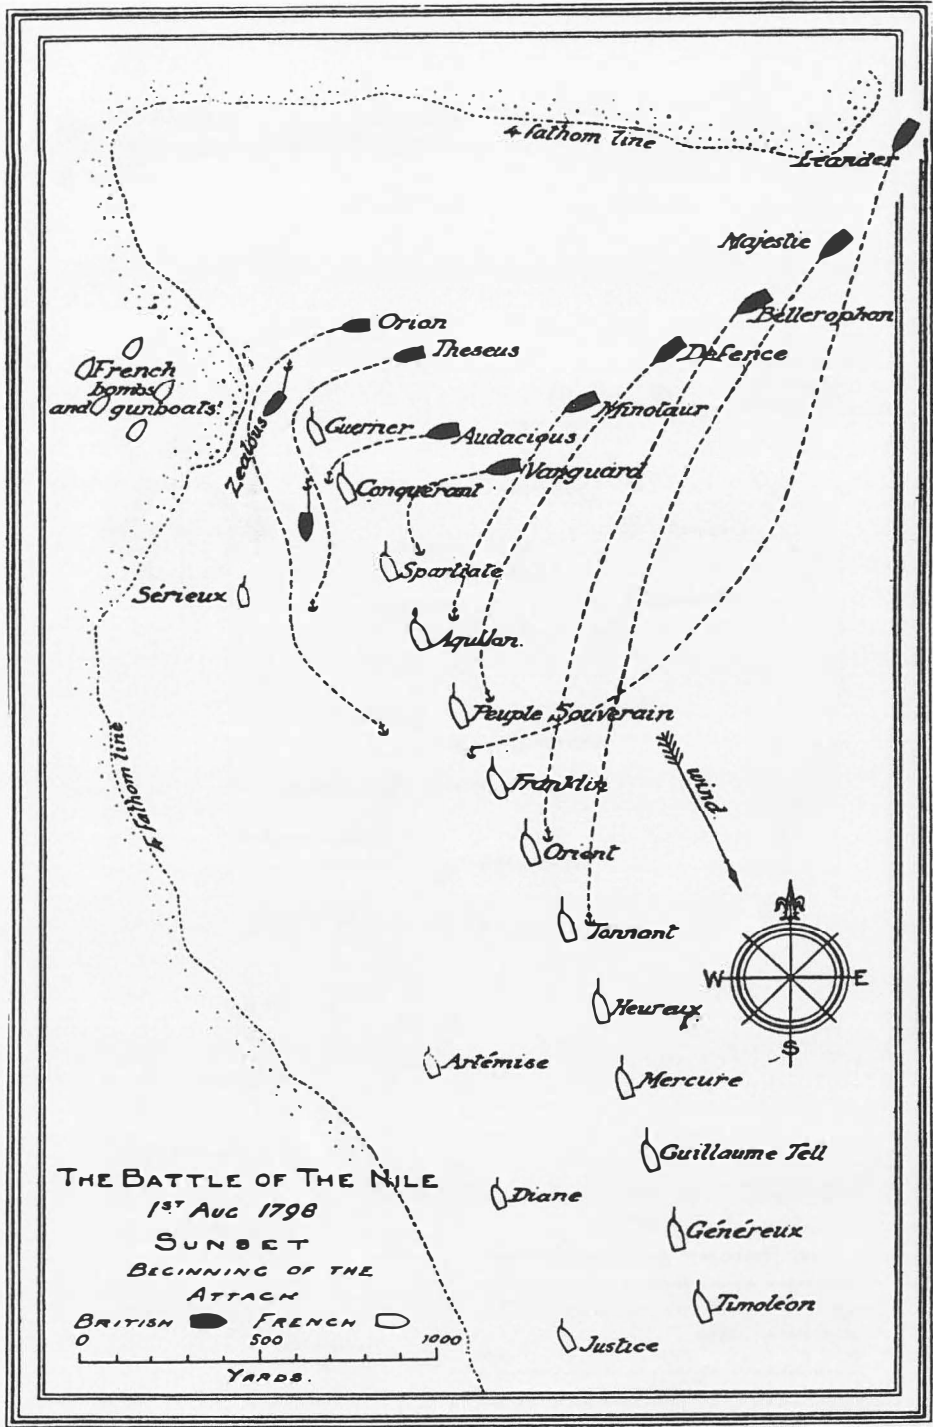 4 fathom line
Leander
Majestic
Bellerophon
Orion
Theseus
Defence
French
bombs
and gunboats!
Minotaur
Guerrier
Audacious
Zealous
Vanguard
Conquérant
Spartiate
Sérieux
Aquilon
Peuple Souverain
4 fathom line
Franklin
wind
Orient
Tonnant
W E
S
Heureux
Artémise
Mercure
Guillaume Tell
Diane
Généreux
Timoléon
Justice
THE BATTLE OF THE NILE
1ST AUG 1798
SUNSET
BEGINNING OF THE
ATTACK
BRITISH FRENCH
0 500 1000
YARDS.